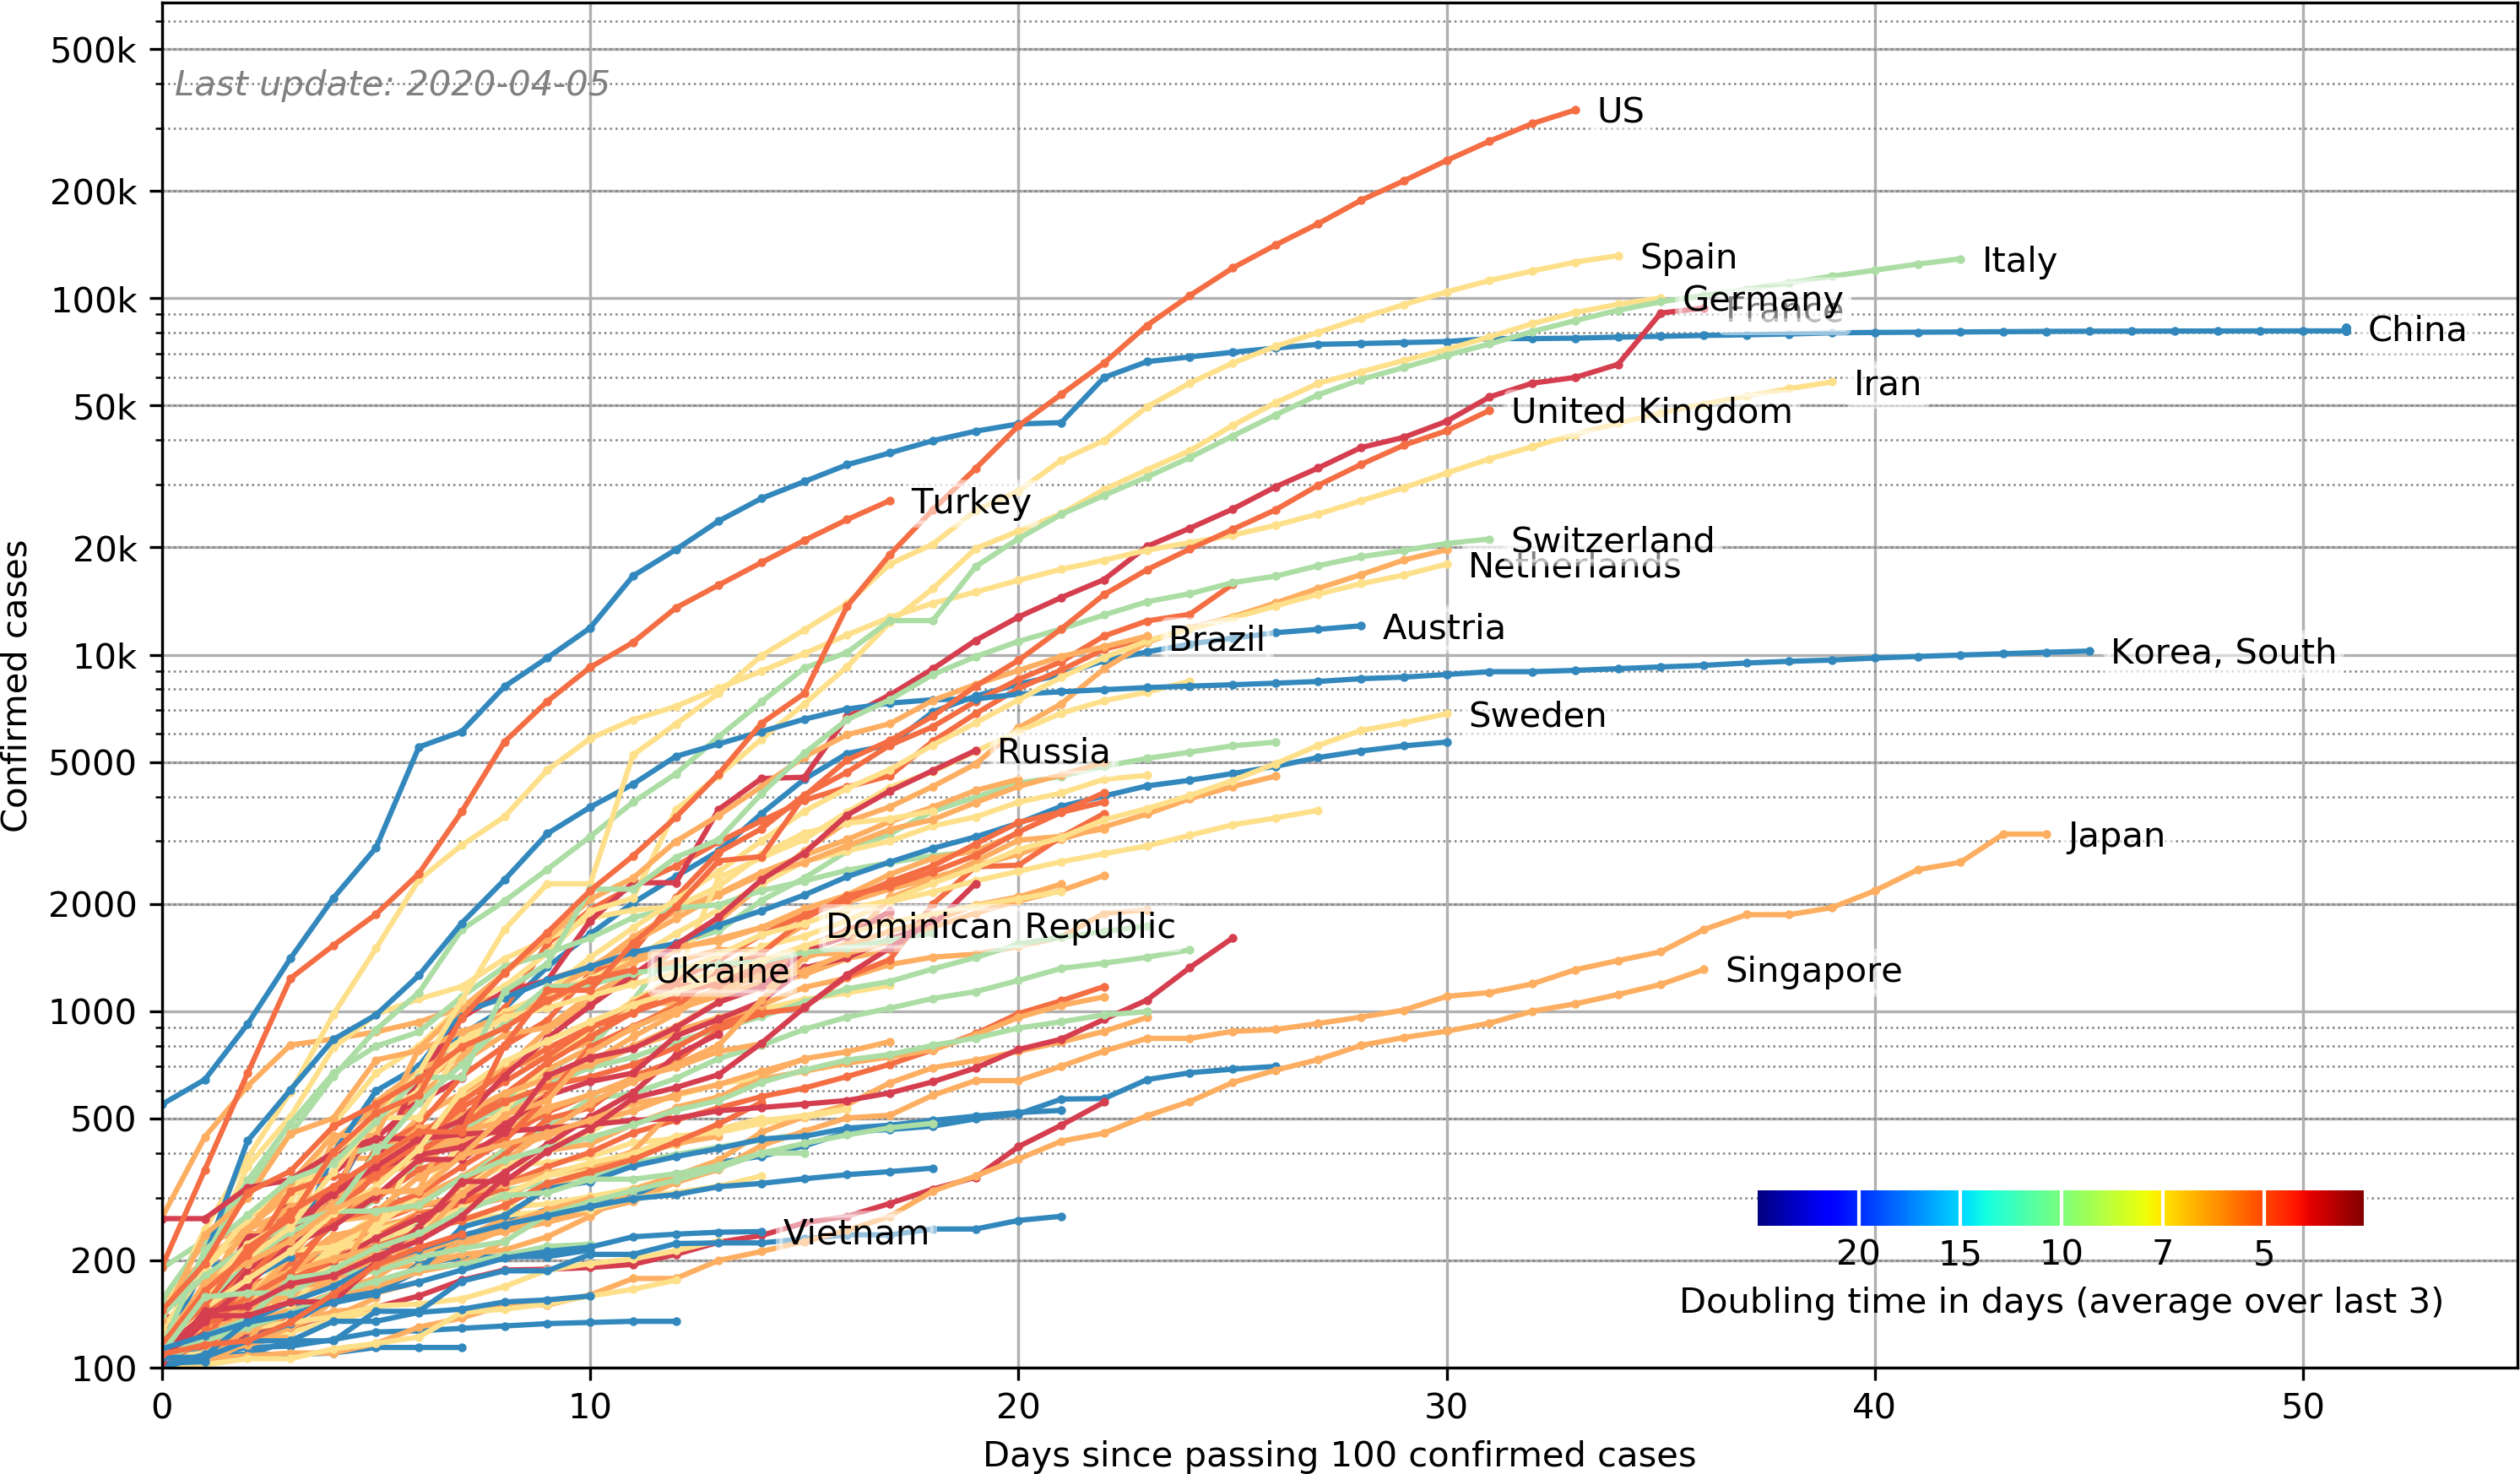 500k
Last update: 2020-04-05
US
200k
Spain
Italy
100k
Germany
France
China
Iran
50k
United Kingdom
Turkey
20k
Switzerland
Netherlands
Austria
Brazil
10k
Korea, South
Sweden
Russia
5000
Japan
2000
Dominican Republic
Ukraine
Singapore
1000
500
Vietnam
200
100
Confirmed cases
20 15 10 7 5
Doubling time in days (average over last 3)
0 10 20 30 40 50
Days since passing 100 confirmed cases